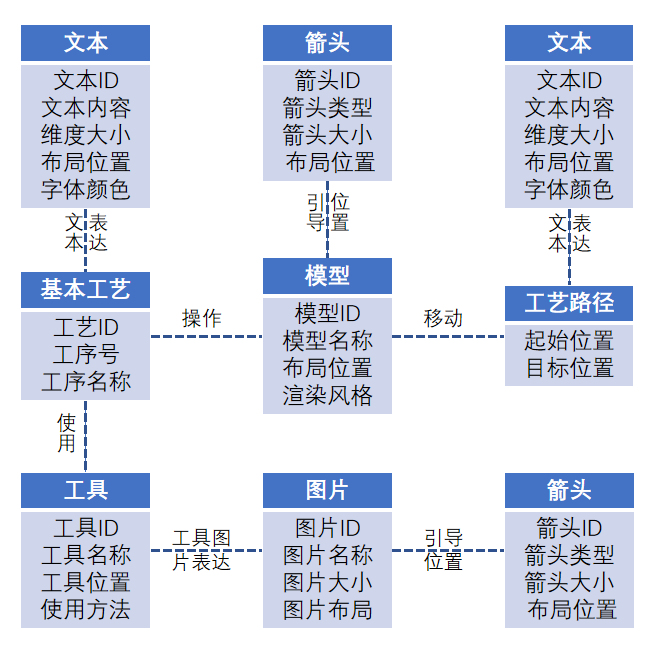 文本
文本ID
文本内容
维度大小
布局位置
字体颜色
箭头
箭头ID
箭头类型
箭头大小
布局位置
文本
文本ID
文本内容
维度大小
布局位置
字体颜色
文本
表达
引导
位置
文本
表达
基本工艺
工艺ID
工序号
工序名称
操作
模型
模型ID
模型名称
布局位置
渲染风格
移动
工艺路径
起始位置
目标位置
使用
工具
工具ID
工具名称
工具位置
使用方法
工具图
片表达
图片
图片ID
图片名称
图片大小
图片布局
引导
位置
箭头
箭头ID
箭头类型
箭头大小
布局位置